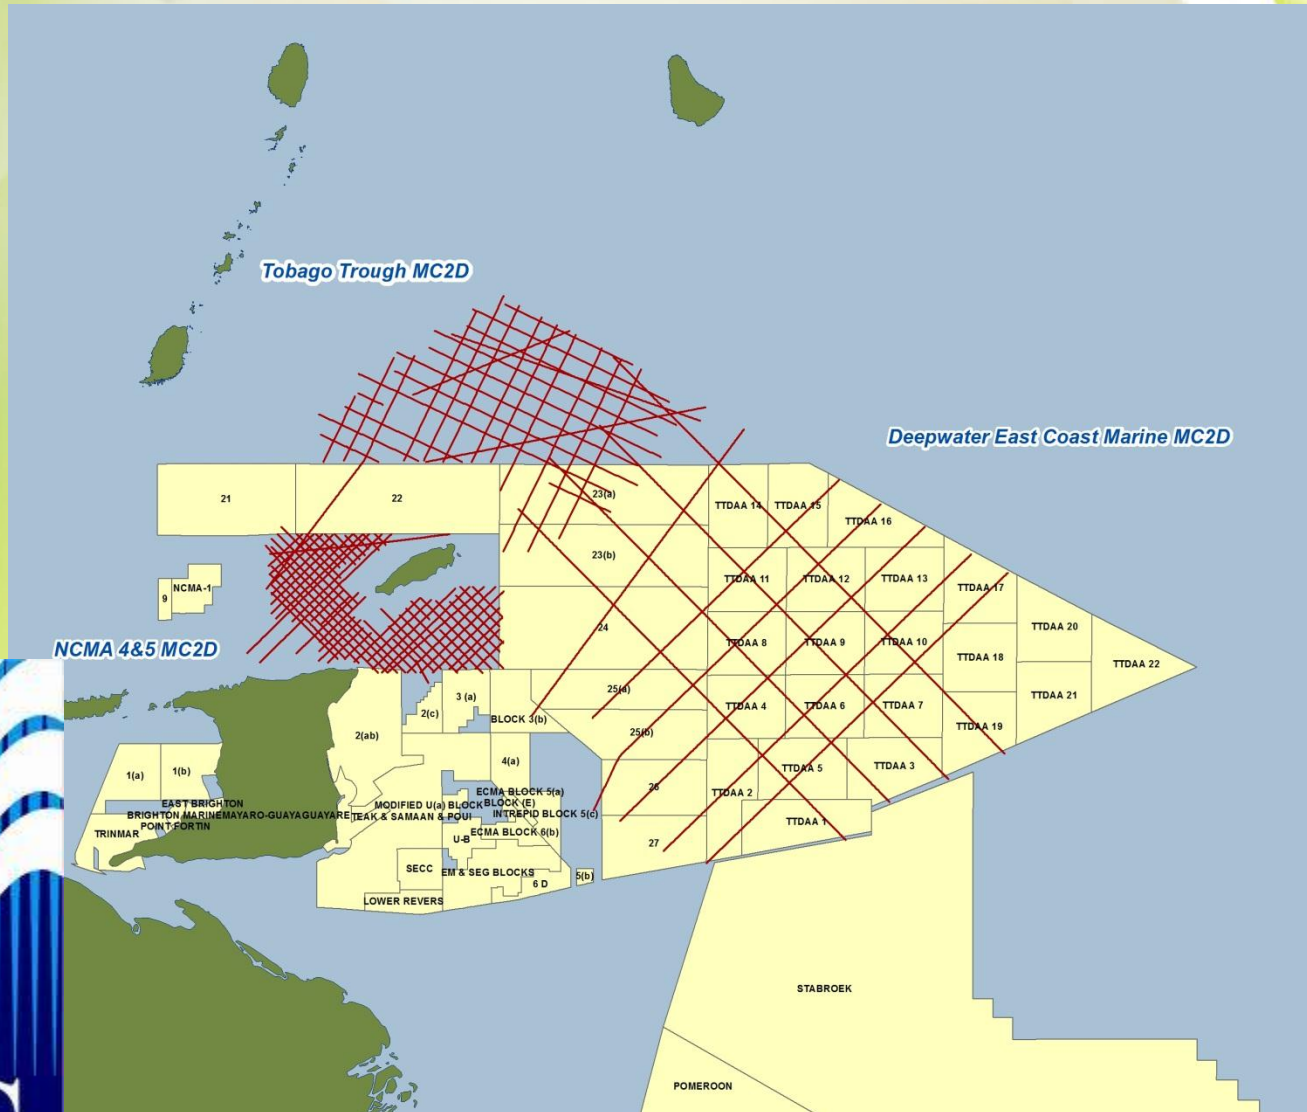 Tobago Trough MC2D
Deepwater East Coast Marine MC2D
21
22
23(a)
TTDAA 14
TTDAA 15
TTDAA 16
23(b)
TTDAA 11
TTDAA 12
TTDAA 13
TTDAA 17
9
NCMA-1
24
TTDAA 8
TTDAA 9
TTDAA 10
TTDAA 20
NCMA 4&5 MC2D
TTDAA 18
TTDAA 22
3 (a)
25(a)
TTDAA 21
2(c)
BLOCK 3(b)
TTDAA 4
TTDAA 6
TTDAA 7
TTDAA 19
2(ab)
25(b)
4(a)
1(a)
1(b)
TTDAA 5
TTDAA 3
26
TTDAA 2
ECMA BLOCK 5(a)
EAST BRIGHTON
MODIFIED U(a) BLOCK
BLOCK (E)
BRIGHTON MARINE
MAYARO-GUAYAGUAYARE
TEAK & SAMAAN & POUI
INTREPID BLOCK 5(c)
TTDAA 1
POINT FORTIN
TRINMAR
ECMA BLOCK 6(b)
U-B
27
SECC
EM & SEG BLOCKS
5(b)
6 D
LOWER REVERS
STABROEK
POMEROON